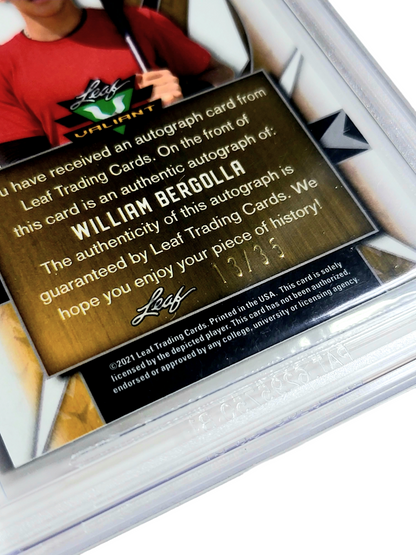 Leaf
VALIANT
u have received an autograph card from
Leaf Trading Cards. On the front of
this card is an authentic autograph of:
WILLIAM BERGOLLA
The authenticity of this autograph is
guaranteed by Leaf Trading Cards. We
hope you enjoy your piece of history!
13/35
Leaf
©2021 Leaf Trading Cards. Printed in the USA. This card is solely
licensed by the depicted player. This card has not been authorized,
endorsed or approved by any college, university or licensing agency.